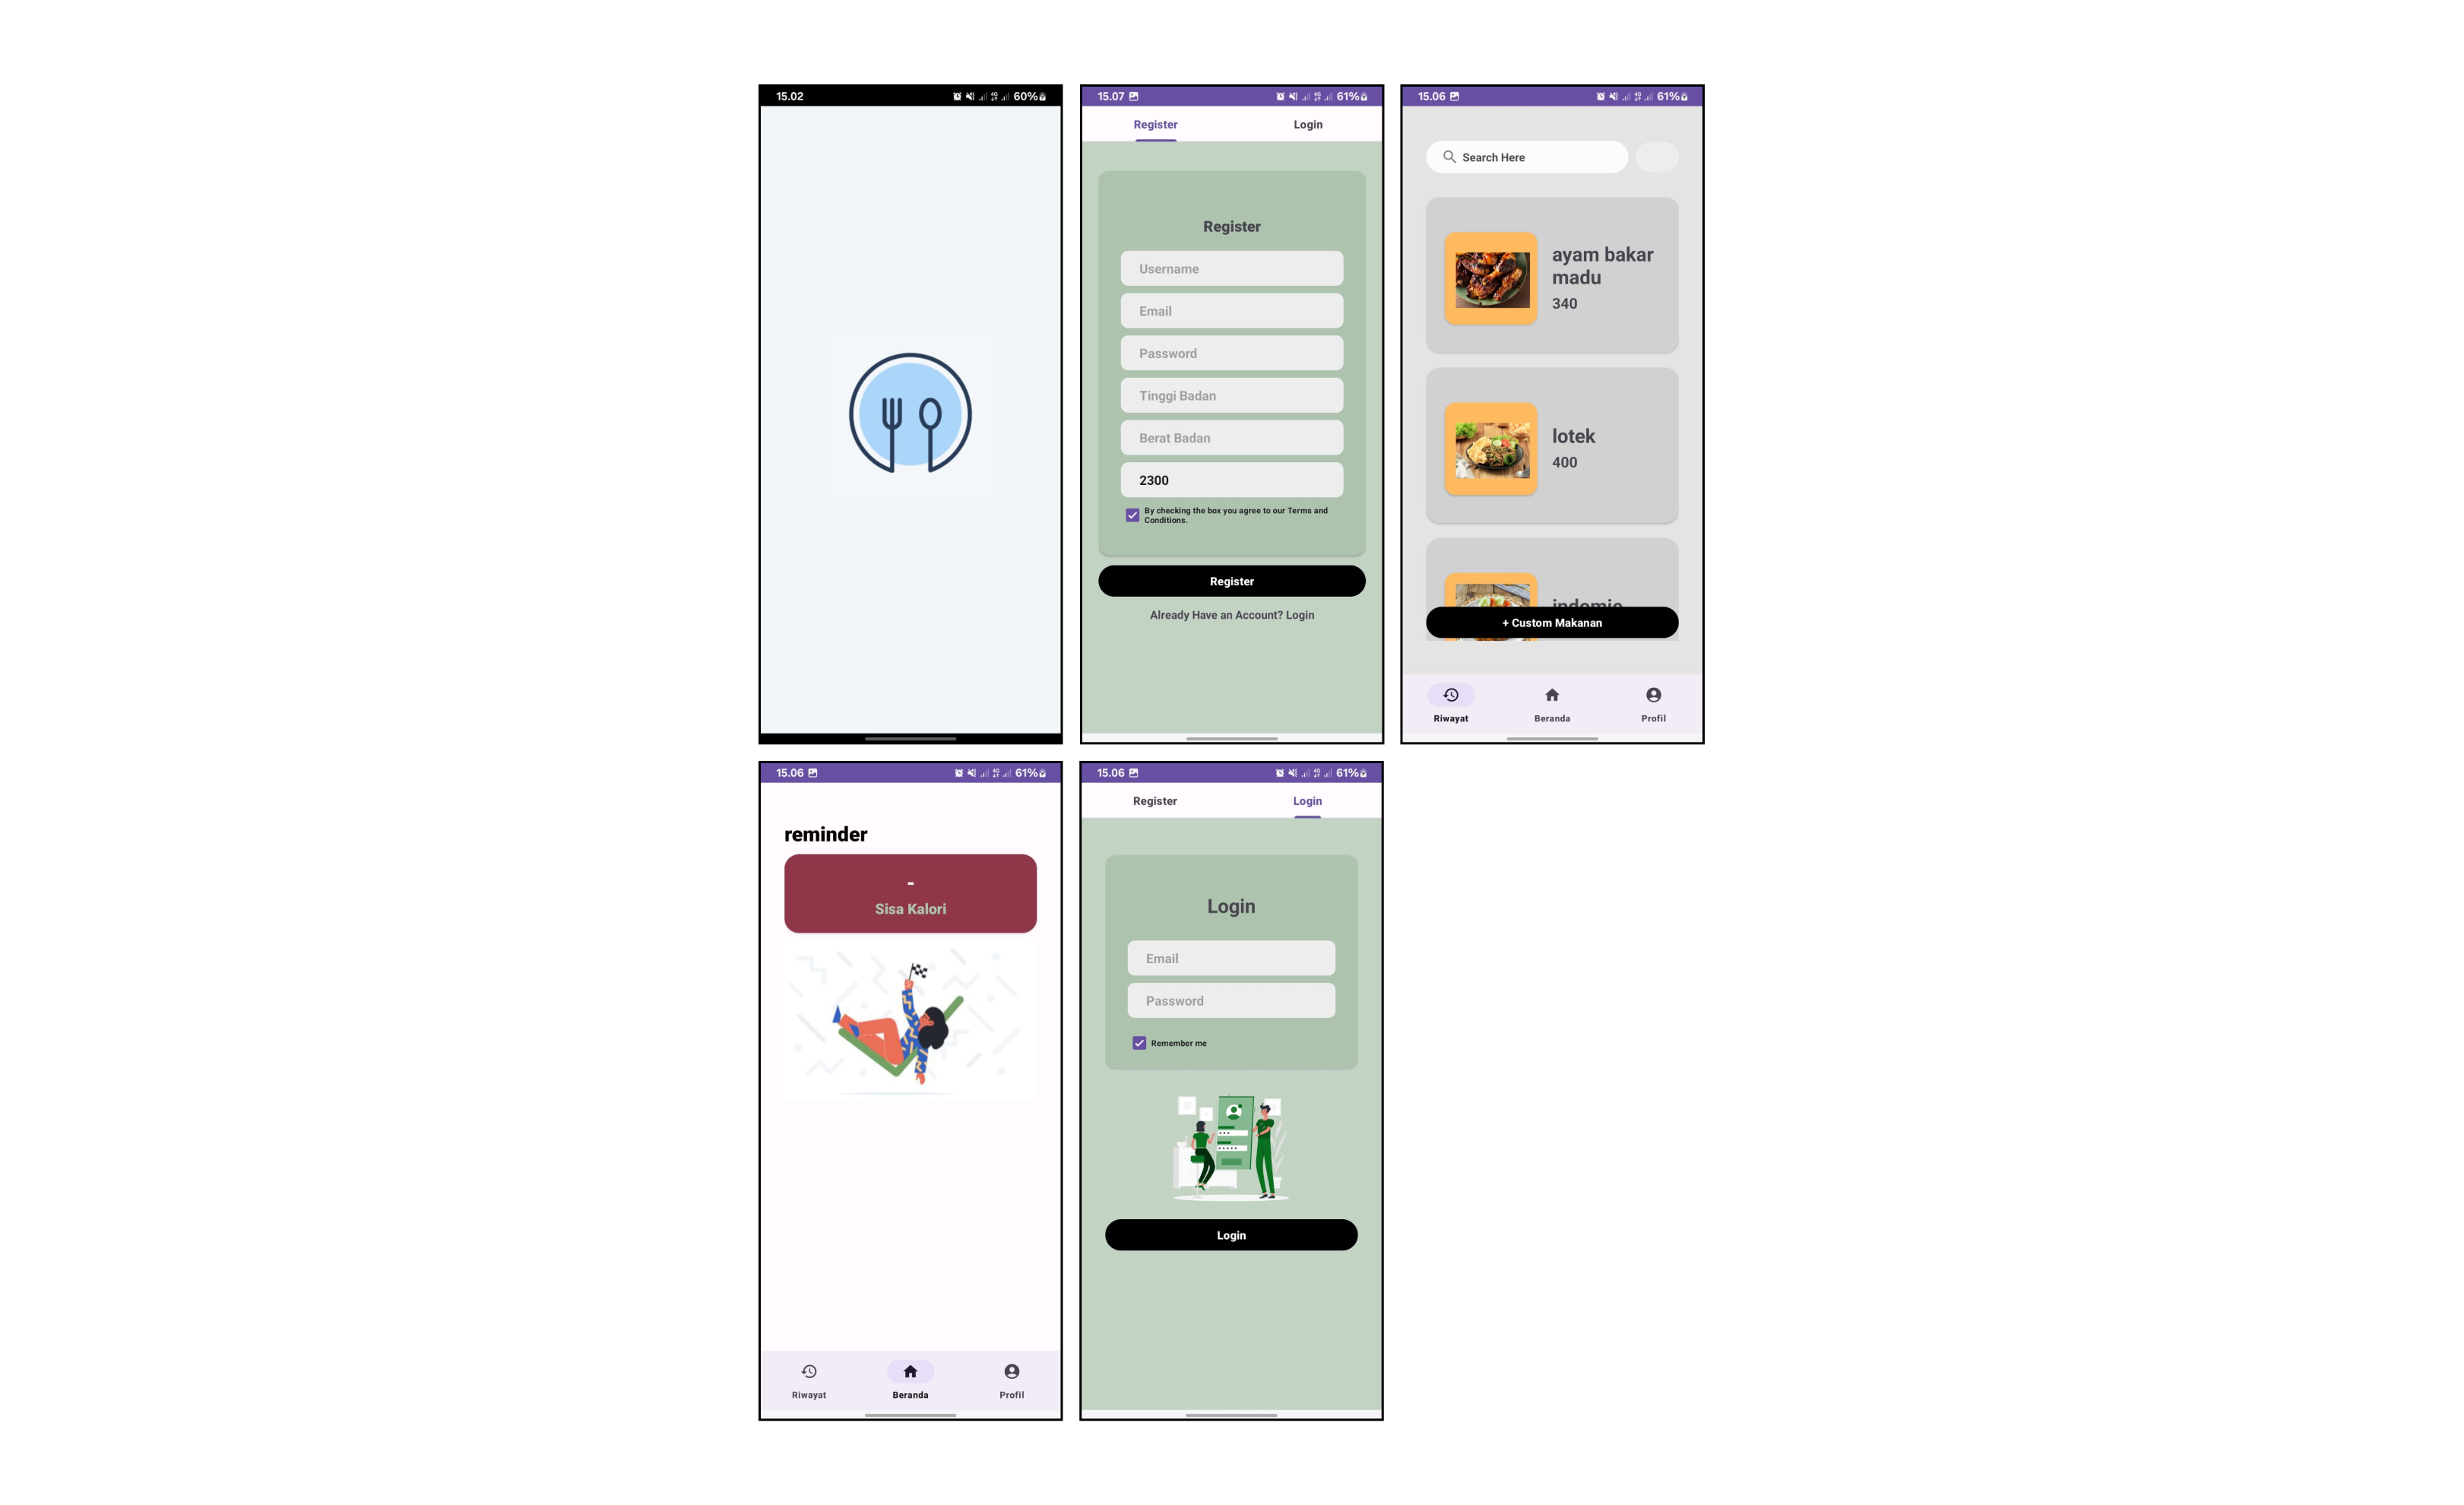 15.02
60%
15.07
61%
Register
Login
Register
Username
Email
Password
Tinggi Badan
Berat Badan
2300
By checking the box you agree to our Terms and
Conditions.
Register
Already Have an Account? Login
15.06
61%
Search Here
ayam bakar
madu
340
lotek
400
indomie
+ Custom Makanan
Riwayat
Beranda
Profil
15.06
61%
reminder
-
Sisa Kalori
Riwayat
Beranda
Profil
15.06
61%
Register
Login
Login
Email
Password
Remember me
Login